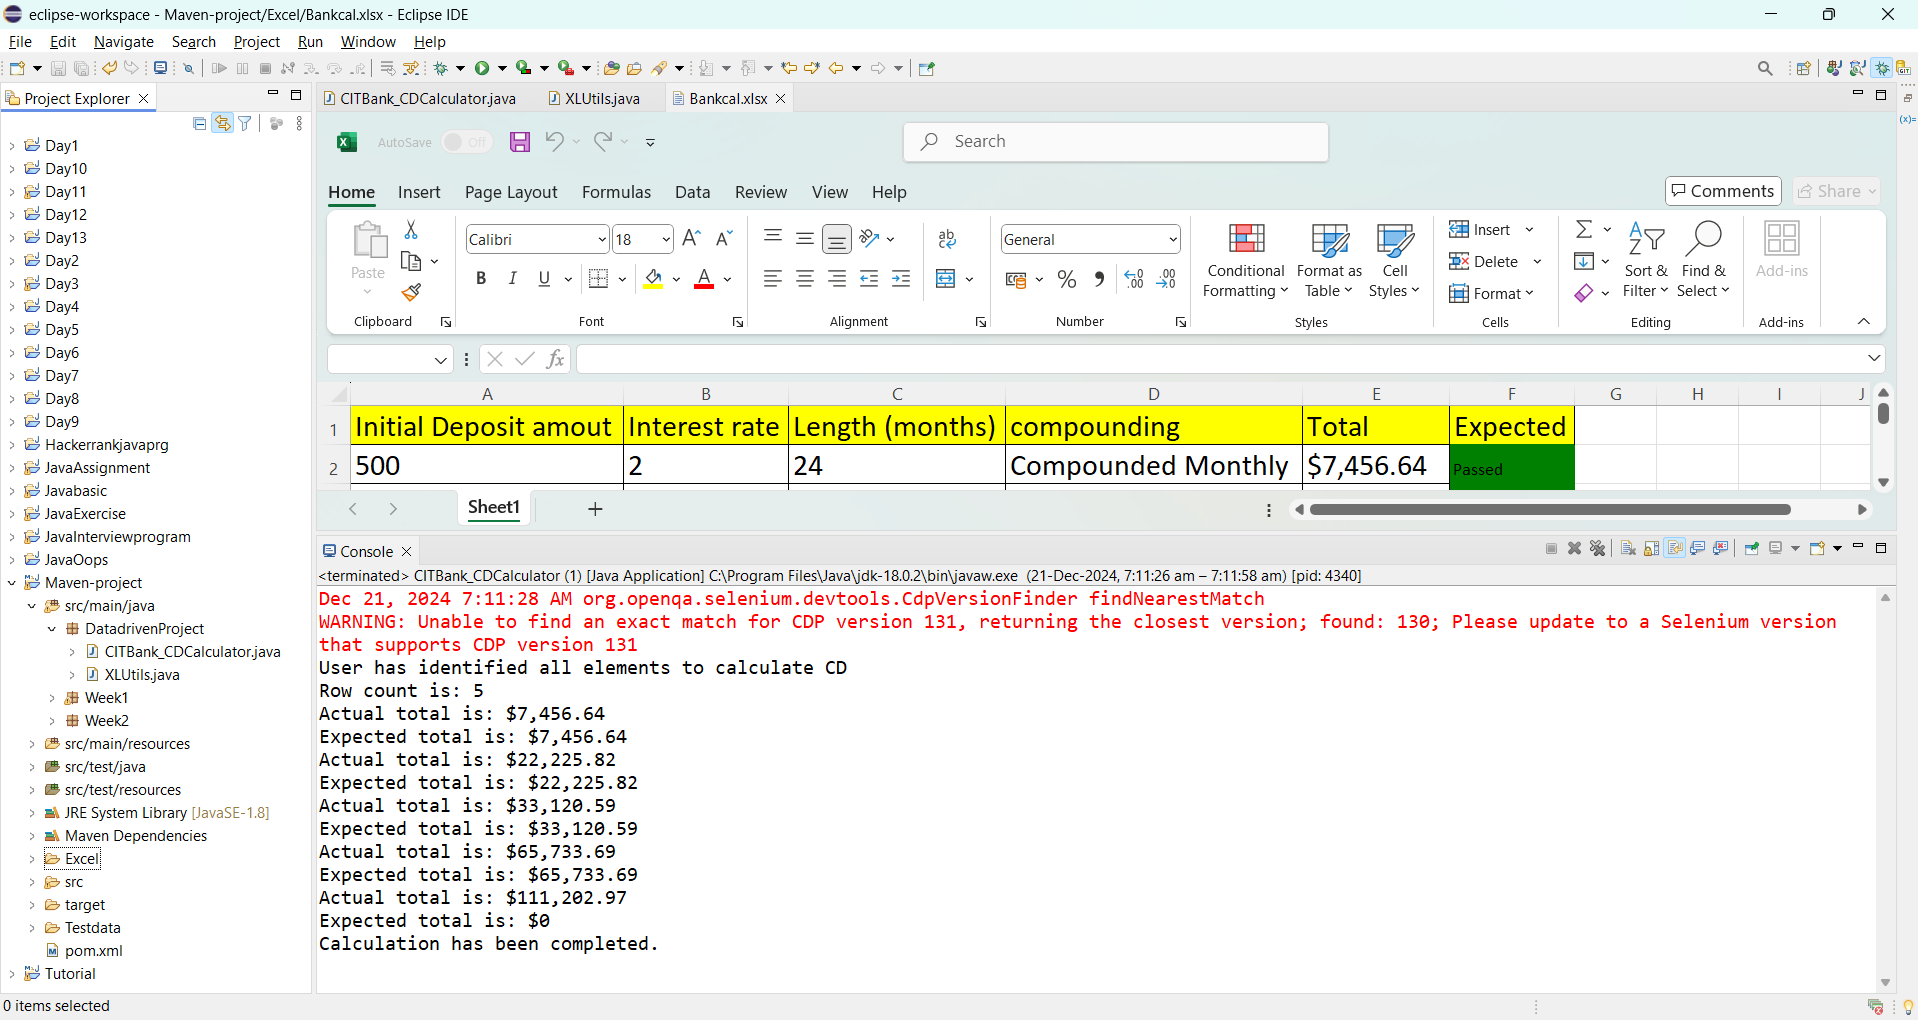 eclipse-workspace - Maven-project/Excel/Bankcal.xlsx - Eclipse IDE
File Edit Navigate Search Project Run Window Help
Project Explorer
CITBank_CDCalculator.java XLUtils.java Bankcal.xlsx
Day1
Day10
Day11
Day12
Day13
Day2
Day3
Day4
Day5
Day6
Day7
Day8
Day9
Hackerrankjavaprg
JavaAssignment
Javabasic
JavaExercise
JavaInterviewprogram
JavaOops
Maven-project
src/main/java
DatadrivenProject
CITBank_CDCalculator.java
XLUtils.java
Week1
Week2
src/main/resources
src/test/java
src/test/resources
JRE System Library [JavaSE-1.8]
Maven Dependencies
Excel
src
target
Testdata
pom.xml
Tutorial
AutoSave Off Search
Home Insert Page Layout Formulas Data Review View Help Comments Share
Paste
Clipboard
Calibri 18
B I U
Font
ab
Alignment
General
Number
Conditional Formatting
Format as Table
Cell Styles
Styles
Insert
Delete
Format
Cells
Sort & Filter
Find & Select
Editing
Add-ins
Add-ins
fx
A B C D E F G H I J
1 Initial Deposit amout Interest rate Length (months) compounding Total Expected
2 500 2 24 Compounded Monthly $7,456.64 Passed
Sheet1
Console
<terminated> CITBank_CDCalculator (1) [Java Application] C:\Program Files\Java\jdk-18.0.2\bin\javaw.exe (21-Dec-2024, 7:11:26 am – 7:11:58 am) [pid: 4340]
Dec 21, 2024 7:11:28 AM org.openqa.selenium.devtools.CdpVersionFinder findNearestMatch
WARNING: Unable to find an exact match for CDP version 131, returning the closest version; found: 130; Please update to a Selenium version
that supports CDP version 131
User has identified all elements to calculate CD
Row count is: 5
Actual total is: $7,456.64
Expected total is: $7,456.64
Actual total is: $22,225.82
Expected total is: $22,225.82
Actual total is: $33,120.59
Expected total is: $33,120.59
Actual total is: $65,733.69
Expected total is: $65,733.69
Actual total is: $111,202.97
Expected total is: $0
Calculation has been completed.
0 items selected